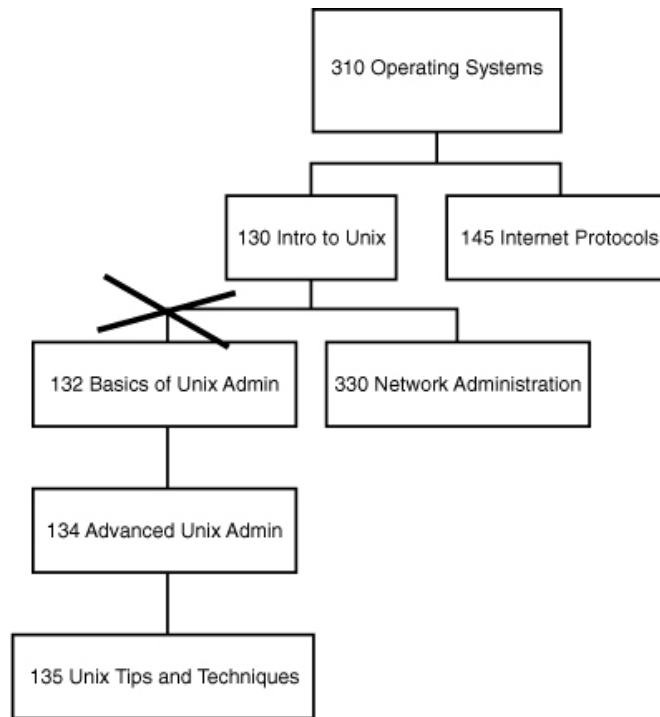 310 Operating Systems
130 Intro to Unix
145 Internet Protocols
132 Basics of Unix Admin
330 Network Administration
134 Advanced Unix Admin
135 Unix Tips and Techniques